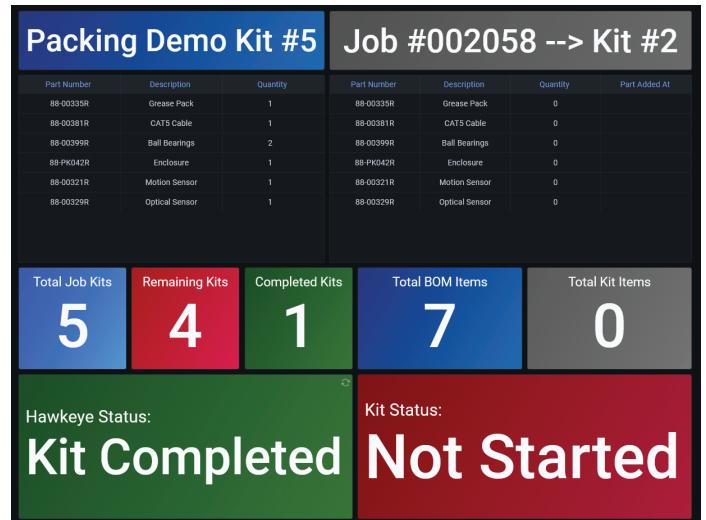 Packing Demo Kit #5
Job #002058 --> Kit #2
Part Number Description Quantity
88-00335R Grease Pack 1
88-00381R CAT5 Cable 1
88-00399R Ball Bearings 2
88-PK042R Enclosure 1
88-00321R Motion Sensor 1
88-00329R Optical Sensor 1
Part Number Description Quantity Part Added At
88-00335R Grease Pack 0
88-00381R CAT5 Cable 0
88-00399R Ball Bearings 0
88-PK042R Enclosure 0
88-00321R Motion Sensor 0
88-00329R Optical Sensor 0
Total Job Kits
5
Remaining Kits
4
Completed Kits
1
Total BOM Items
7
Total Kit Items
0
Hawkeye Status:
Kit Completed
Kit Status:
Not Started